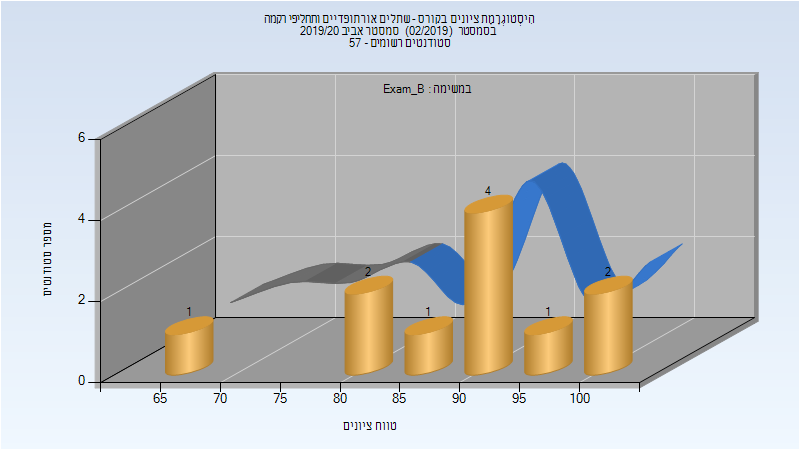 הִיסְטוֹגְרָמַת ציונים בקורס - שתלים אורתופדיים ותחליפי רקמה
בסמסטר (02/2019) סמסטר אביב 2019/20
סטודנטים רשומים - 57
במשימה : Exam_B
מספר סטודנטים
6
4
2
0
1
2
1
4
1
2
65 70 75 80 85 90 95 100
טווח ציונים